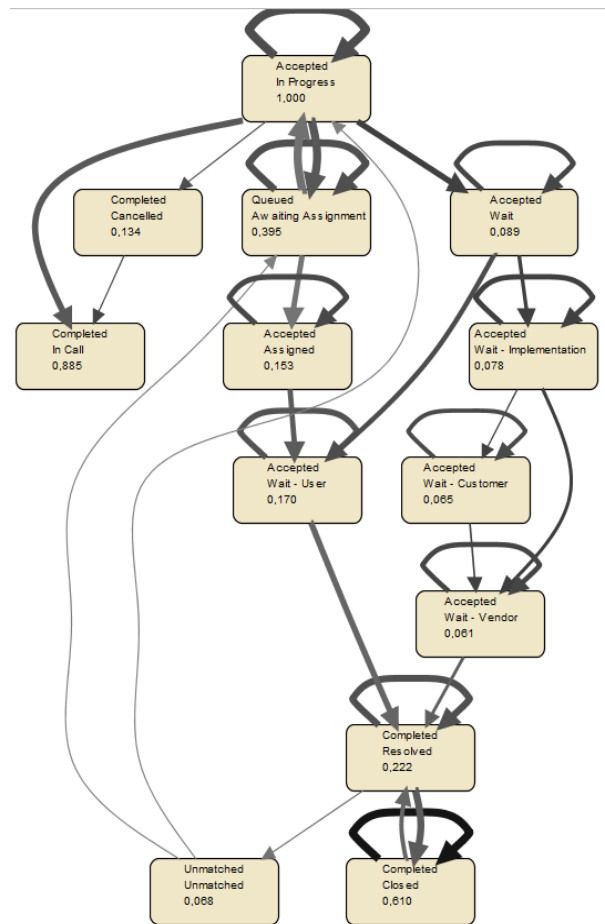 Accepted
In Progress
1,000
Completed
Cancelled
0,134
Queued
Awaiting Assignment
0,395
Accepted
Wait
0,089
Completed
In Call
0,885
Accepted
Assigned
0,153
Accepted
Wait - Implementation
0,078
Accepted
Wait - User
0,170
Accepted
Wait - Customer
0,065
Accepted
Wait - Vendor
0,061
Completed
Resolved
0,222
Unmatched
Unmatched
0,068
Completed
Closed
0,610